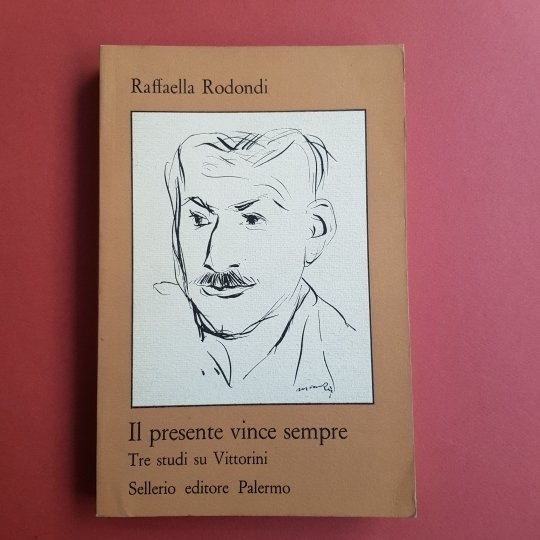 Raffaella Rodondi
Il presente vince sempre
Tre studi su Vittorini
Sellerio editore Palermo